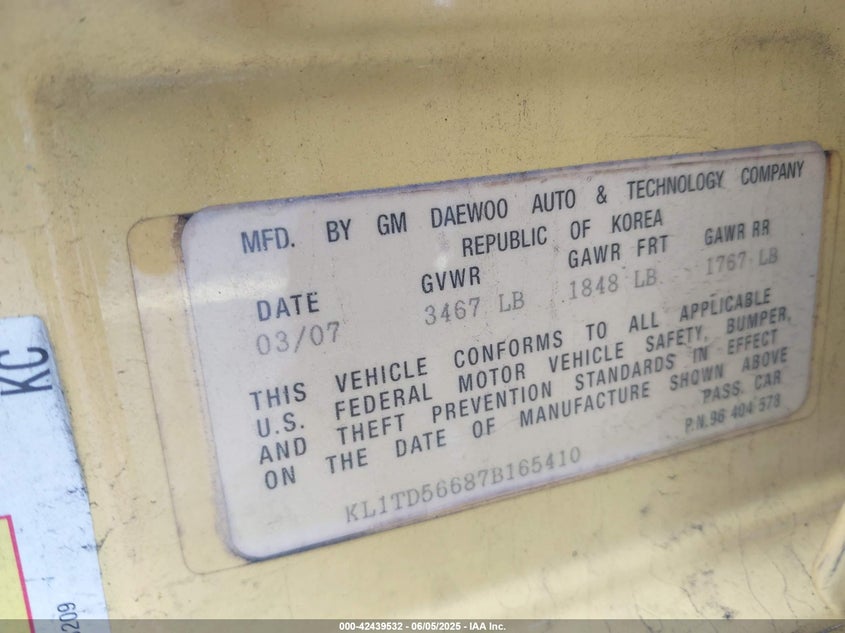 MFD. BY GM DAEWOO AUTO & TECHNOLOGY COMPANY
REPUBLIC OF KOREA
DATE GVWR GAWR FRT GAWR RR
03/07 3467 LB 1848 LB 1767 LB
THIS VEHICLE CONFORMS TO ALL APPLICABLE
U.S. FEDERAL MOTOR VEHICLE SAFETY, BUMPER,
AND THEFT PREVENTION STANDARDS IN EFFECT
ON THE DATE OF MANUFACTURE SHOWN ABOVE
PASS. CAR
P.N.96 404 578
KL1TD56687B165410
KC
000-42439532 - 06/05/2025 - IAA Inc.